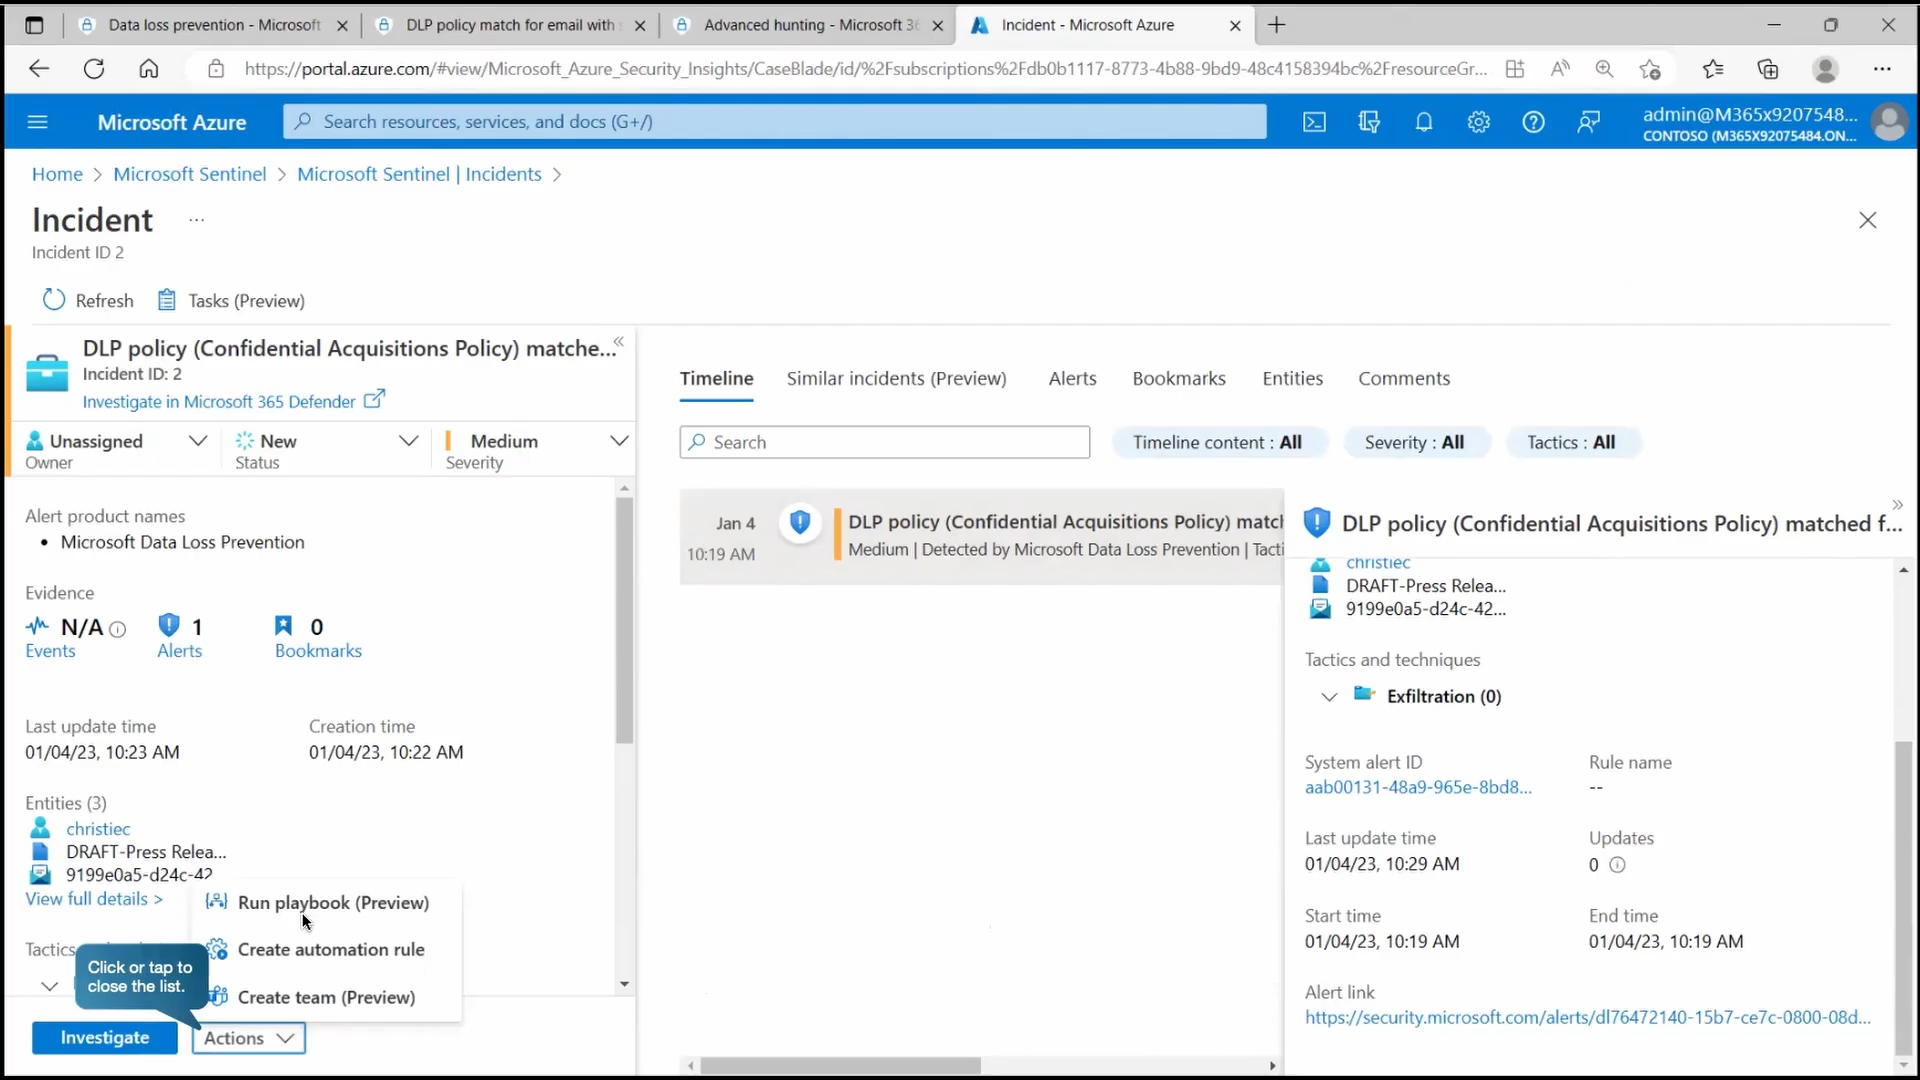 Data loss prevention - Microsoft
DLP policy match for email with
Advanced hunting - Microsoft 36
Incident - Microsoft Azure
https://portal.azure.com/#view/Microsoft_Azure_Security_Insights/CaseBlade/id/%2Fsubscriptions%2Fdb0b1117-8773-4b88-9bd9-48c4158394bc%2FresourceGr...
Microsoft Azure
Search resources, services, and docs (G+/)
admin@M365x9207548...
CONTOSO (M365X92075484.ON...
Home > Microsoft Sentinel > Microsoft Sentinel | Incidents >
Incident ...
Incident ID 2
Refresh
Tasks (Preview)
DLP policy (Confidential Acquisitions Policy) matche...
Incident ID: 2
Investigate in Microsoft 365 Defender
Unassigned
Owner
New
Status
Medium
Severity
Alert product names
• Microsoft Data Loss Prevention
Evidence
N/A
Events
1
Alerts
0
Bookmarks
Last update time
01/04/23, 10:23 AM
Creation time
01/04/23, 10:22 AM
Entities (3)
christiec
DRAFT-Press Relea...
9199e0a5-d24c-42
View full details >
Tactics
Run playbook (Preview)
Create automation rule
Create team (Preview)
Click or tap to
close the list.
Investigate
Actions
Timeline
Similar incidents (Preview)
Alerts
Bookmarks
Entities
Comments
Search
Timeline content : All
Severity : All
Tactics : All
Jan 4
10:19 AM
DLP policy (Confidential Acquisitions Policy) matc
Medium | Detected by Microsoft Data Loss Prevention | Tacti
DLP policy (Confidential Acquisitions Policy) matched f...
christiec
DRAFT-Press Relea...
9199e0a5-d24c-42...
Tactics and techniques
Exfiltration (0)
System alert ID
aab00131-48a9-965e-8bd8...
Rule name
--
Last update time
01/04/23, 10:29 AM
Updates
0
Start time
01/04/23, 10:19 AM
End time
01/04/23, 10:19 AM
Alert link
https://security.microsoft.com/alerts/dl76472140-15b7-ce7c-0800-08d...